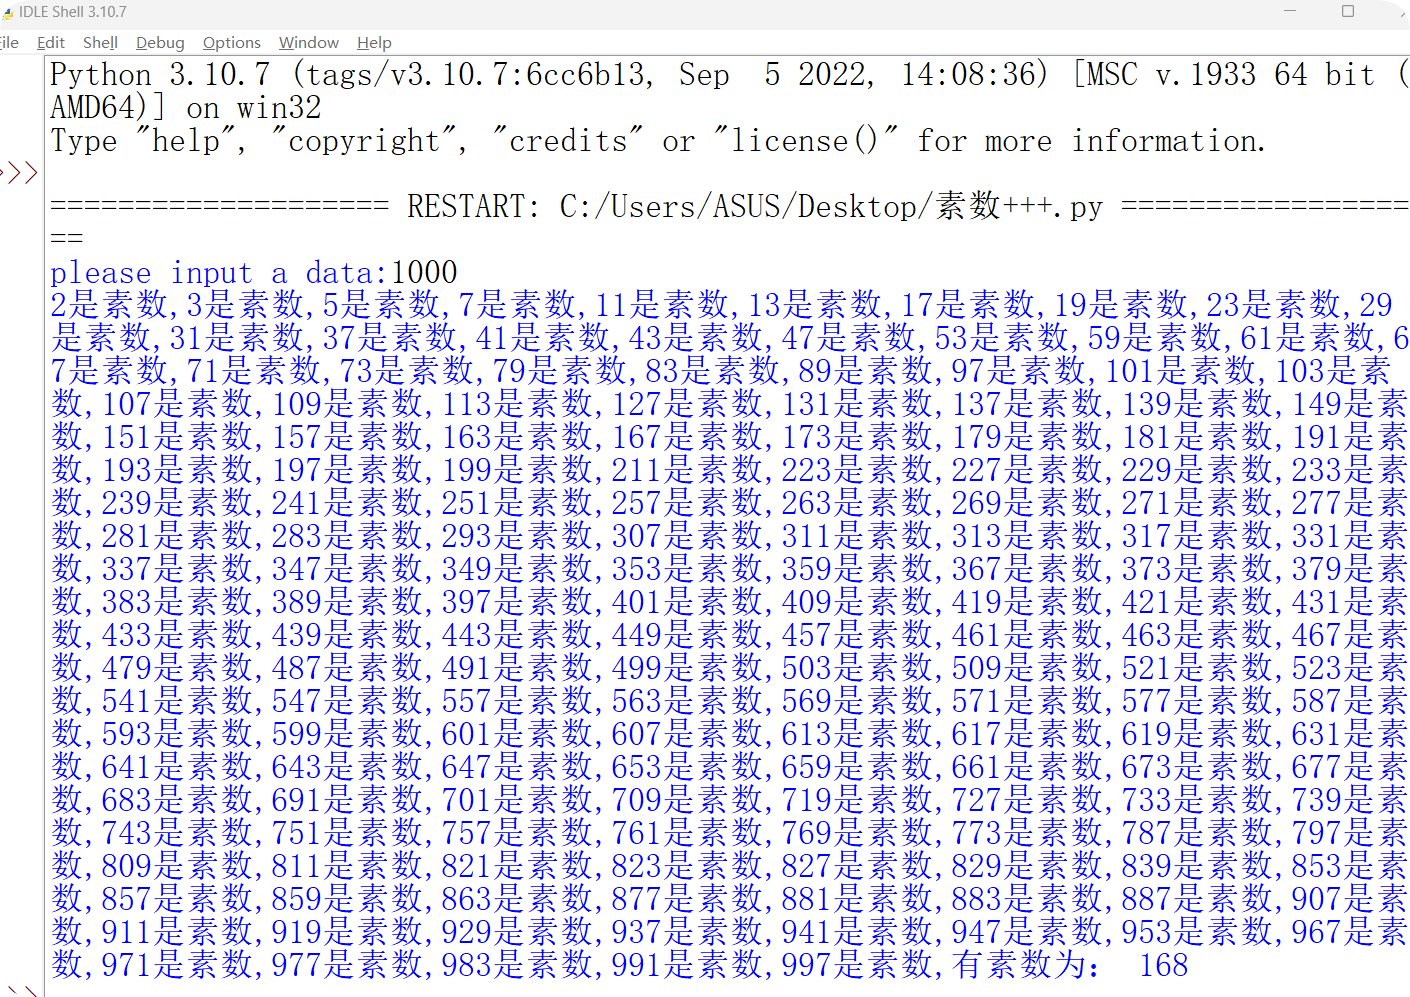 IDLE Shell 3.10.7
File Edit Shell Debug Options Window Help
Python 3.10.7 (tags/v3.10.7:6cc6b13, Sep  5 2022, 14:08:36) [MSC v.1933 64 bit (
AMD64)] on win32
Type "help", "copyright", "credits" or "license()" for more information.
>>>
==================== RESTART: C:/Users/ASUS/Desktop/素数+++.py =================
==
please input a data:1000
2是素数,3是素数,5是素数,7是素数,11是素数,13是素数,17是素数,19是素数,23是素数,29
是素数,31是素数,37是素数,41是素数,43是素数,47是素数,53是素数,59是素数,61是素数,6
7是素数,71是素数,73是素数,79是素数,83是素数,89是素数,97是素数,101是素数,103是素
数,107是素数,109是素数,113是素数,127是素数,131是素数,137是素数,139是素数,149是素
数,151是素数,157是素数,163是素数,167是素数,173是素数,179是素数,181是素数,191是素
数,193是素数,197是素数,199是素数,211是素数,223是素数,227是素数,229是素数,233是素
数,239是素数,241是素数,251是素数,257是素数,263是素数,269是素数,271是素数,277是素
数,281是素数,283是素数,293是素数,307是素数,311是素数,313是素数,317是素数,331是素
数,337是素数,347是素数,349是素数,353是素数,359是素数,367是素数,373是素数,379是素
数,383是素数,389是素数,397是素数,401是素数,409是素数,419是素数,421是素数,431是素
数,433是素数,439是素数,443是素数,449是素数,457是素数,461是素数,463是素数,467是素
数,479是素数,487是素数,491是素数,499是素数,503是素数,509是素数,521是素数,523是素
数,541是素数,547是素数,557是素数,563是素数,569是素数,571是素数,577是素数,587是素
数,593是素数,599是素数,601是素数,607是素数,613是素数,617是素数,619是素数,631是素
数,641是素数,643是素数,647是素数,653是素数,659是素数,661是素数,673是素数,677是素
数,683是素数,691是素数,701是素数,709是素数,719是素数,727是素数,733是素数,739是素
数,743是素数,751是素数,757是素数,761是素数,769是素数,773是素数,787是素数,797是素
数,809是素数,811是素数,821是素数,823是素数,827是素数,829是素数,839是素数,853是素
数,857是素数,859是素数,863是素数,877是素数,881是素数,883是素数,887是素数,907是素
数,911是素数,919是素数,929是素数,937是素数,941是素数,947是素数,953是素数,967是素
数,971是素数,977是素数,983是素数,991是素数,997是素数,有素数为： 168